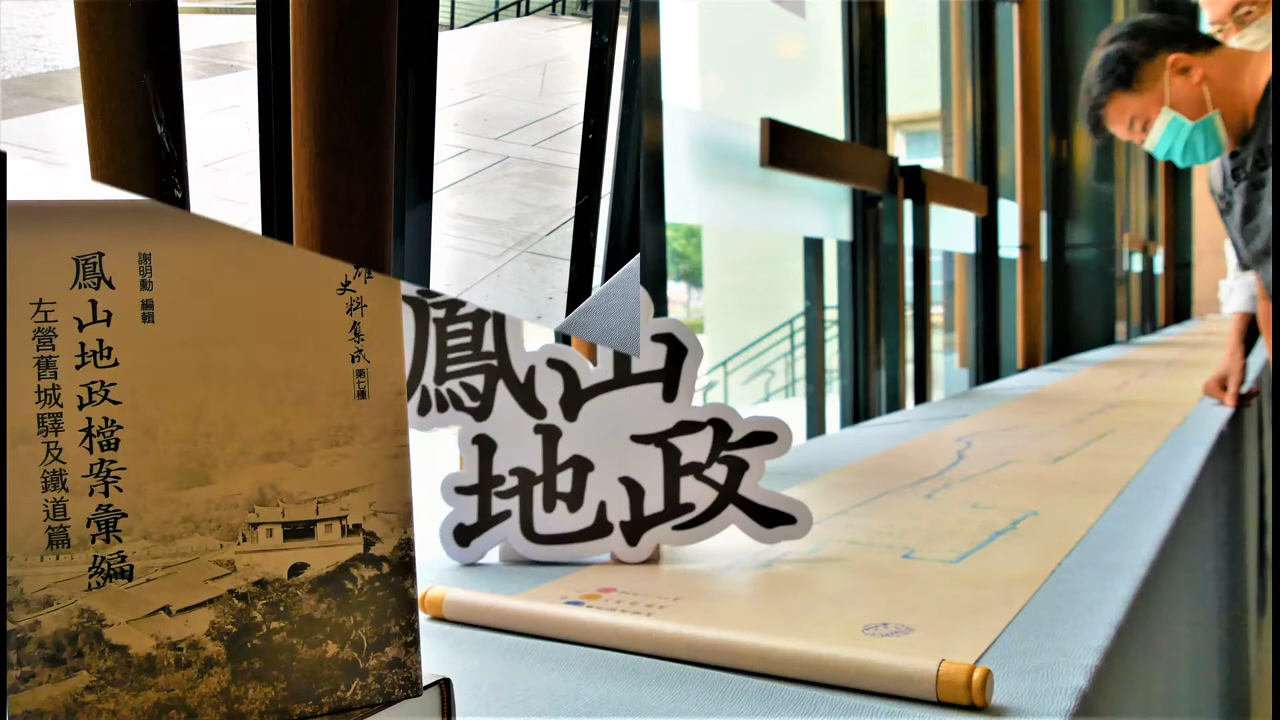 史料集成 第七種
謝明勳 編輯
鳳山地政檔案彙編
左營舊城驛及鐵道篇
鳳山
地政